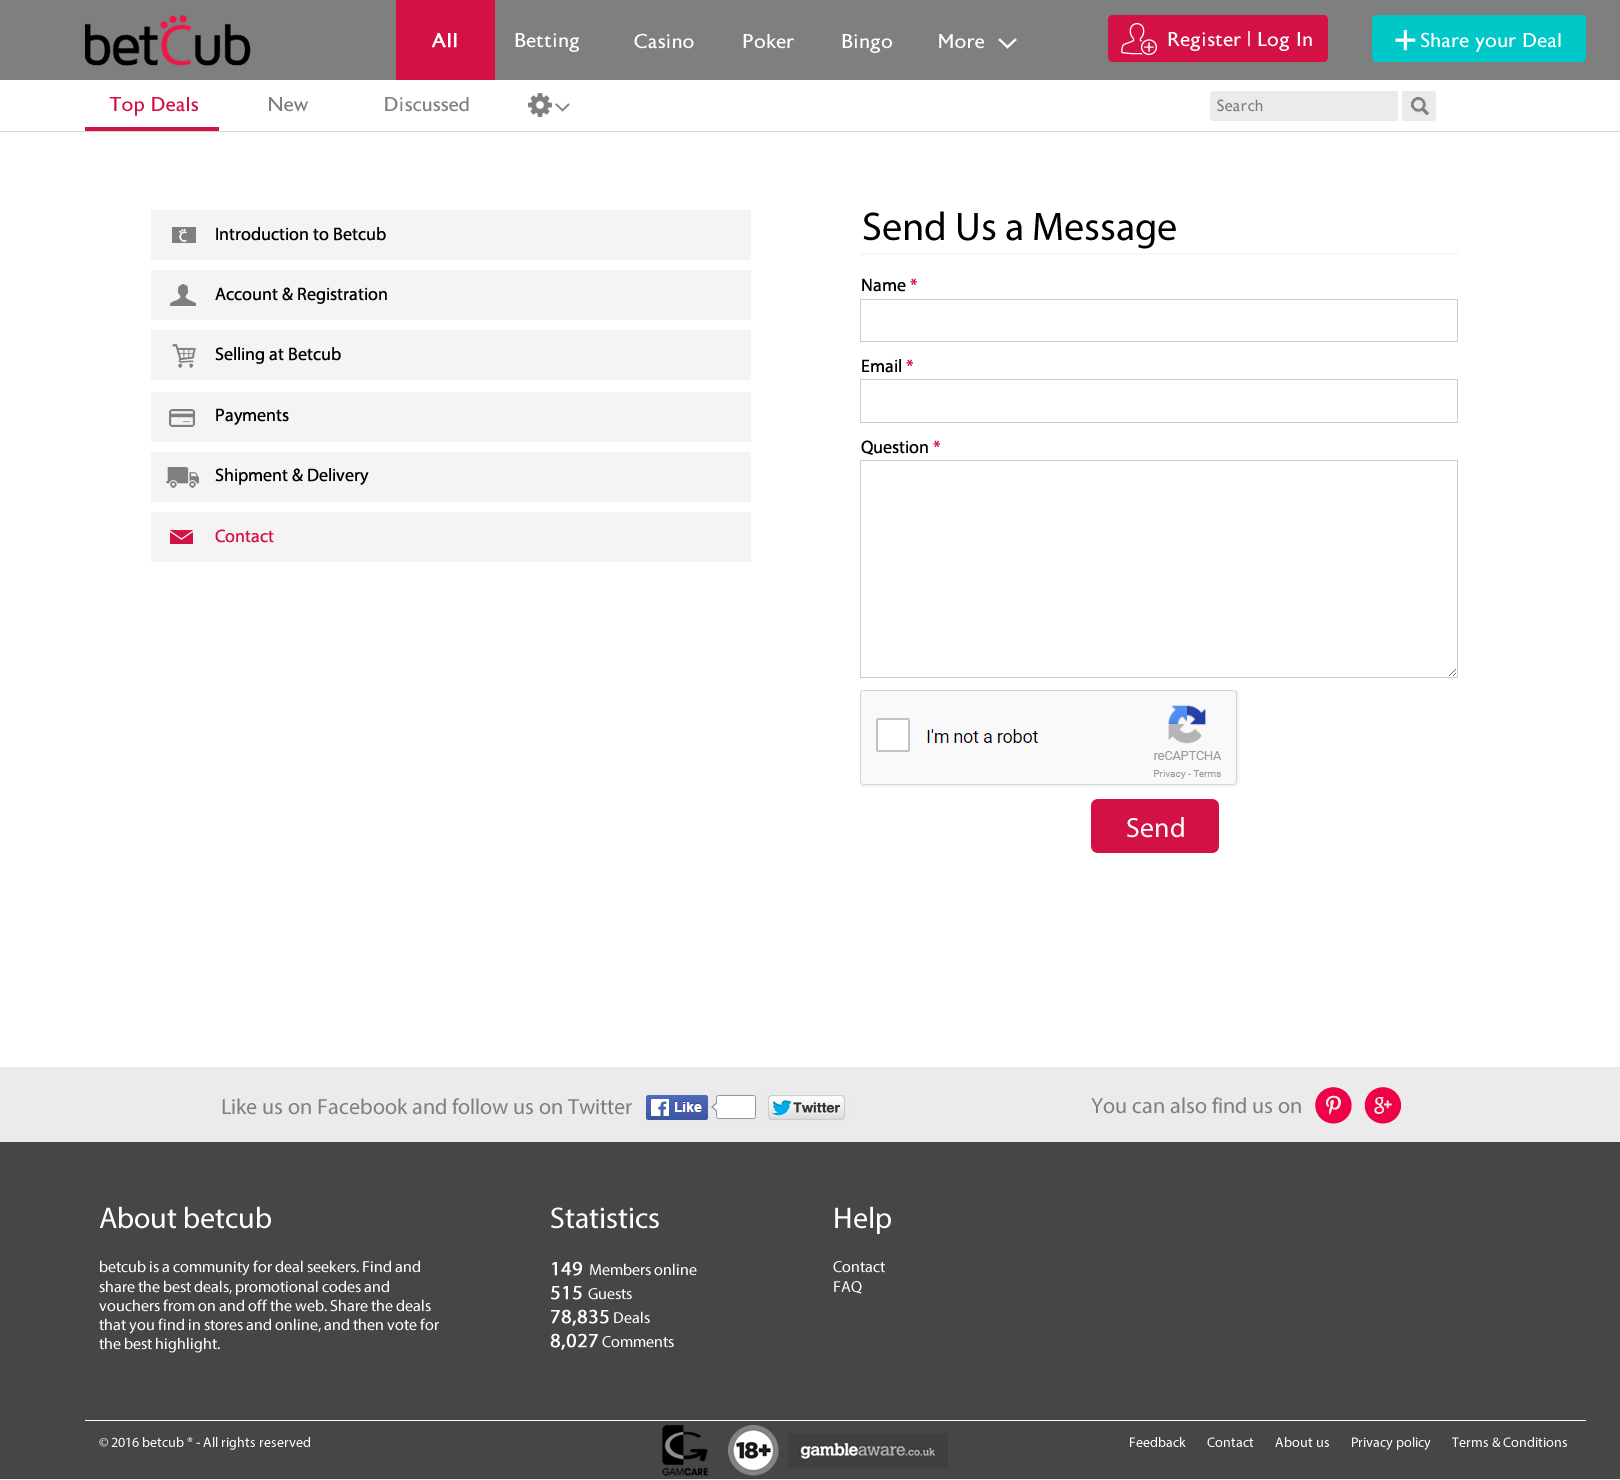 betCub
All
Betting
Casino
Poker
Bingo
More
Register | Log In
Share your Deal
Top Deals
New
Discussed
Search
Introduction to Betcub
Account & Registration
Selling at Betcub
Payments
Shipment & Delivery
Contact
Send Us a Message
Name *
Email *
Question *
I'm not a robot
reCAPTCHA
Privacy - Terms
Send
Like us on Facebook and follow us on Twitter
Like
Twitter
You can also find us on
About betcub
betcub is a community for deal seekers. Find and
share the best deals, promotional codes and
vouchers from on and off the web. Share the deals
that you find in stores and online, and then vote for
the best highlight.
Statistics
149 Members online
515 Guests
78,835 Deals
8,027 Comments
Help
Contact
FAQ
© 2016 betcub ® - All rights reserved
GAMCARE
18+
gambleaware.co.uk
Feedback
Contact
About us
Privacy policy
Terms & Conditions